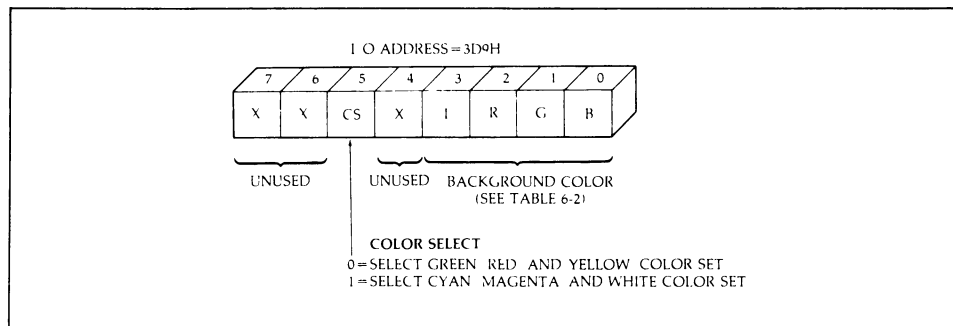 I O ADDRESS = 3D9H
7 6 5 4 3 2 1 0
X X CS X I R G B
UNUSED UNUSED BACKGROUND COLOR
(SEE TABLE 6-2)
COLOR SELECT
0 = SELECT GREEN RED AND YELLOW COLOR SET
1 = SELECT CYAN MAGENTA AND WHITE COLOR SET